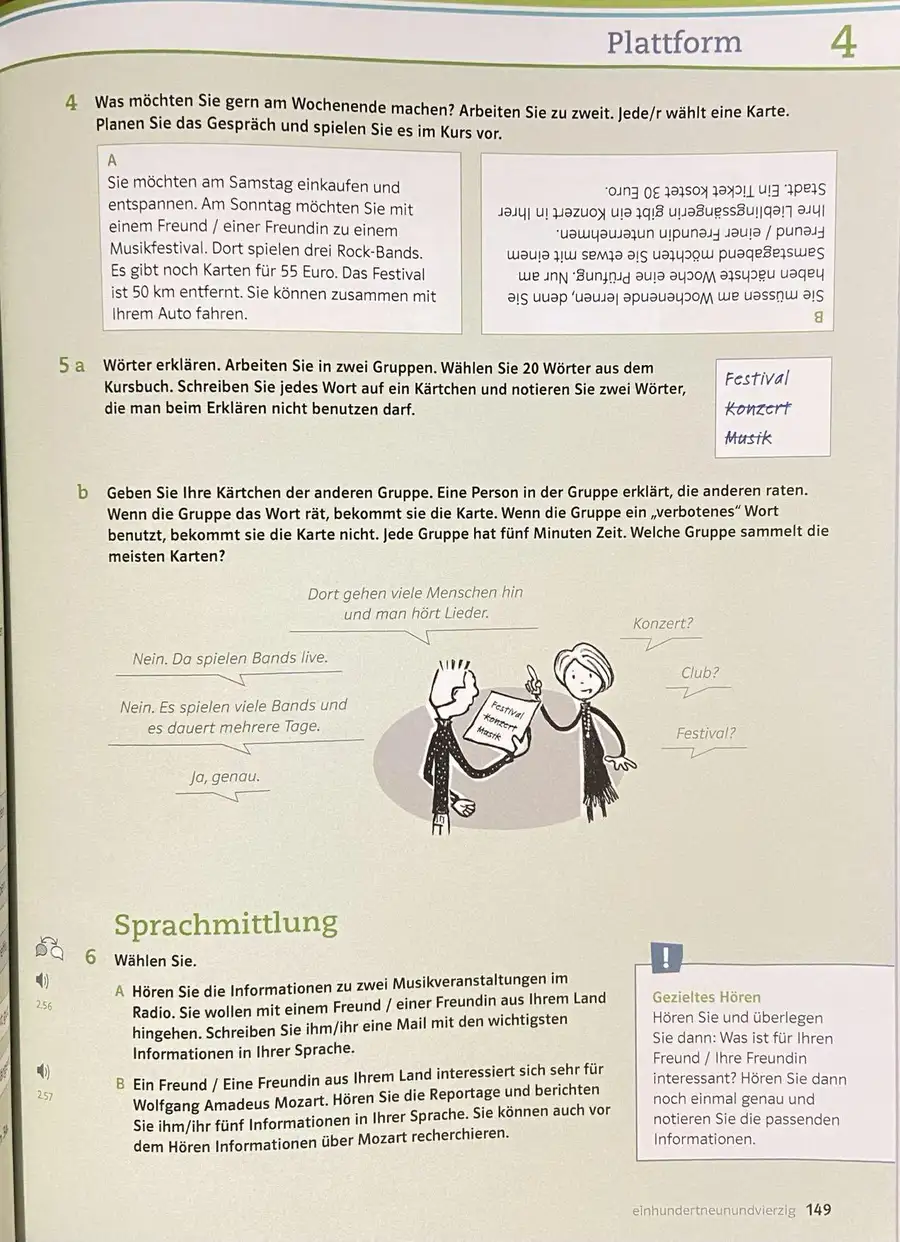 Plattform 4
4 Was möchten Sie gern am Wochenende machen? Arbeiten Sie zu zweit. Jede/r wählt eine Karte.
Planen Sie das Gespräch und spielen Sie es im Kurs vor.
A
Sie möchten am Samstag einkaufen und
entspannen. Am Sonntag möchten Sie mit
einem Freund / einer Freundin zu einem
Musikfestival. Dort spielen drei Rock-Bands.
Es gibt noch Karten für 55 Euro. Das Festival
ist 50 km entfernt. Sie können zusammen mit
Ihrem Auto fahren.
B
Sie müssen am Wochenende lernen, denn Sie
haben nächste Woche eine Prüfung. Nur am
Samstagabend möchten Sie etwas mit einem
Freund / einer Freundin unternehmen.
Ihre Lieblingssängerin gibt ein Konzert in Ihrer
Stadt. Ein Ticket kostet 30 Euro.
5 a Wörter erklären. Arbeiten Sie in zwei Gruppen. Wählen Sie 20 Wörter aus dem
Kursbuch. Schreiben Sie jedes Wort auf ein Kärtchen und notieren Sie zwei Wörter,
die man beim Erklären nicht benutzen darf.
Festival
Konzert
Musik
b Geben Sie Ihre Kärtchen der anderen Gruppe. Eine Person in der Gruppe erklärt, die anderen raten.
Wenn die Gruppe das Wort rät, bekommt sie die Karte. Wenn die Gruppe ein „verbotenes“ Wort
benutzt, bekommt sie die Karte nicht. Jede Gruppe hat fünf Minuten Zeit. Welche Gruppe sammelt die
meisten Karten?
Dort gehen viele Menschen hin
und man hört Lieder.
Konzert?
Nein. Da spielen Bands live.
Club?
Nein. Es spielen viele Bands und
es dauert mehrere Tage.
Festival?
Ja, genau.
Festival
Konzert
Musik
Sprachmittlung
6 Wählen Sie.
2.56
A Hören Sie die Informationen zu zwei Musikveranstaltungen im
Radio. Sie wollen mit einem Freund / einer Freundin aus Ihrem Land
hingehen. Schreiben Sie ihm/ihr eine Mail mit den wichtigsten
Informationen in Ihrer Sprache.
2.57
B Ein Freund / Eine Freundin aus Ihrem Land interessiert sich sehr für
Wolfgang Amadeus Mozart. Hören Sie die Reportage und berichten
Sie ihm/ihr fünf Informationen in Ihrer Sprache. Sie können auch vor
dem Hören Informationen über Mozart recherchieren.
!
Gezieltes Hören
Hören Sie und überlegen
Sie dann: Was ist für Ihren
Freund / Ihre Freundin
interessant? Hören Sie dann
noch einmal genau und
notieren Sie die passenden
Informationen.
einhundertneunundvierzig 149